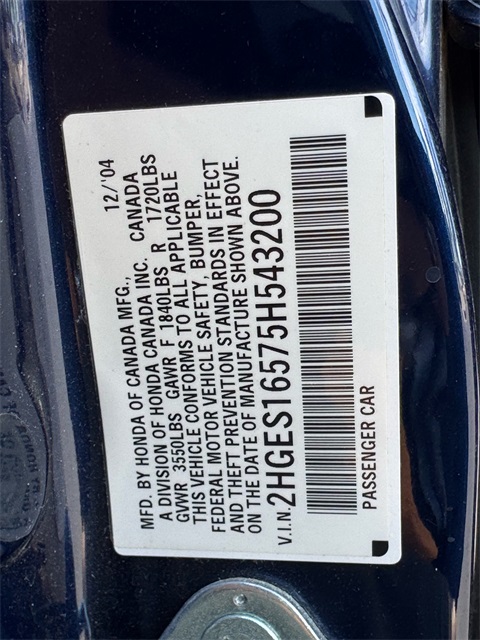 MFD. BY HONDA OF CANADA MFG., 12/'04
A DIVISION OF HONDA CANADA INC. CANADA
GVWR 3550LBS GAWR F 1840LBS R 1720LBS
THIS VEHICLE CONFORMS TO ALL APPLICABLE
FEDERAL MOTOR VEHICLE SAFETY, BUMPER,
AND THEFT PREVENTION STANDARDS IN EFFECT
ON THE DATE OF MANUFACTURE SHOWN ABOVE.
V.I.N. 2HGES16575H543200
PASSENGER CAR